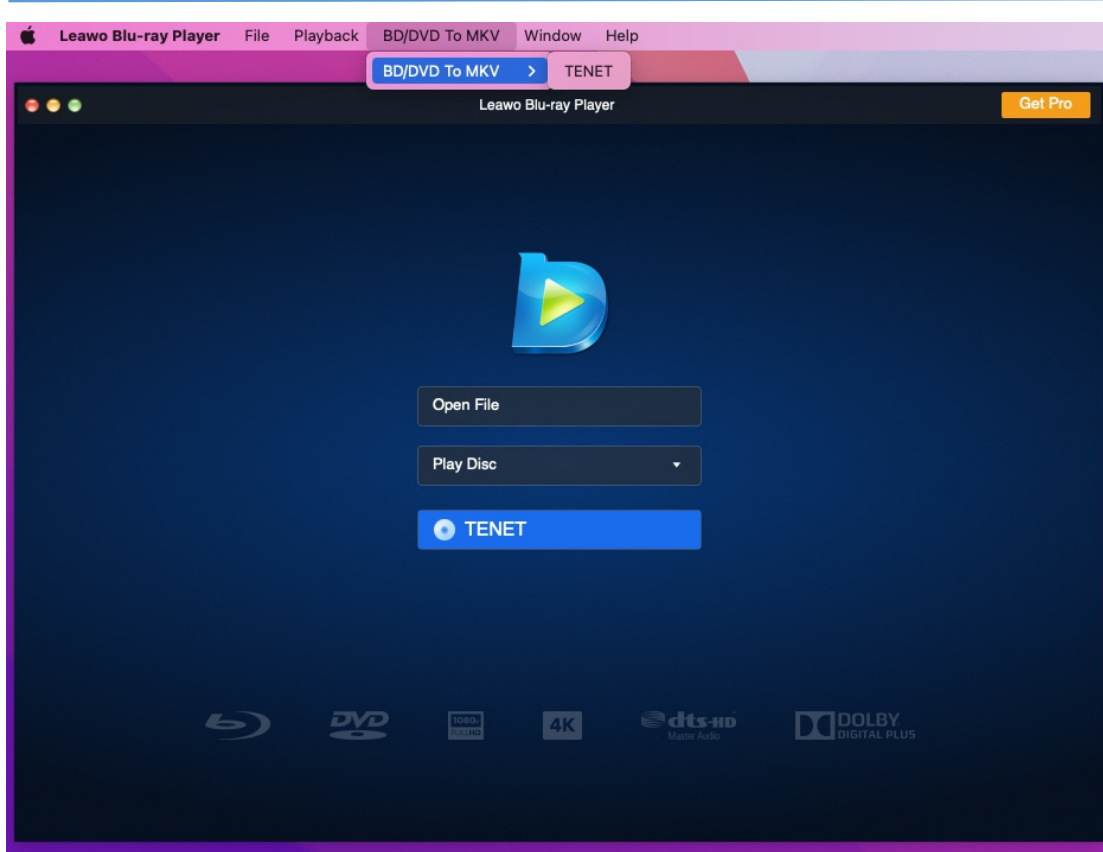 Leawo Blu-ray Player File Playback BD/DVD To MKV Window Help
BD/DVD To MKV > TENET
Leawo Blu-ray Player
Get Pro
Open File
Play Disc
TENET
DVD
1080P
FULL HD
4K
dts-HD
Master Audio
DOLBY
DIGITAL PLUS